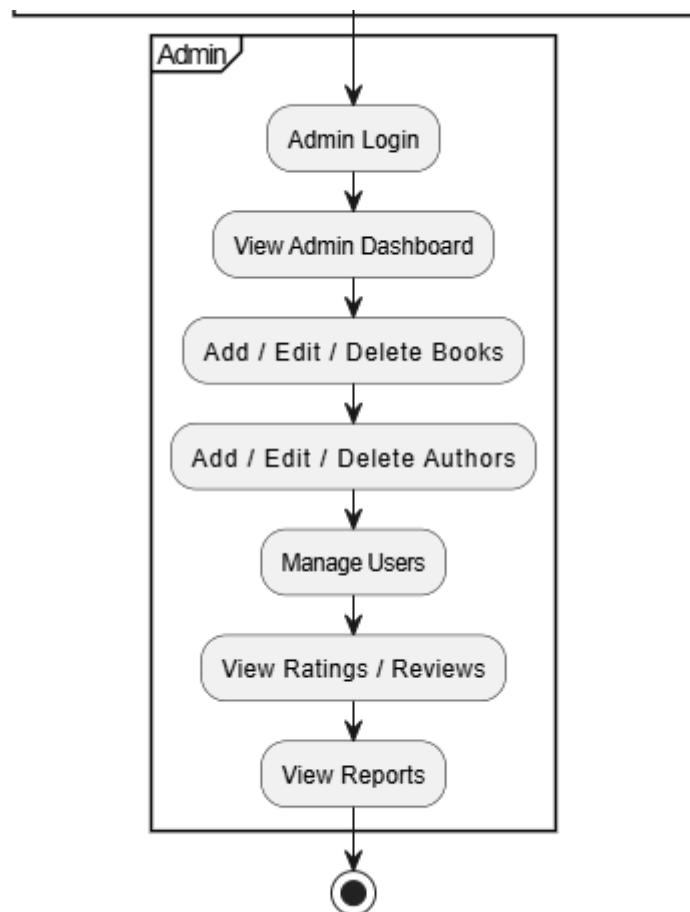 Admin
Admin Login
View Admin Dashboard
Add / Edit / Delete Books
Add / Edit / Delete Authors
Manage Users
View Ratings / Reviews
View Reports